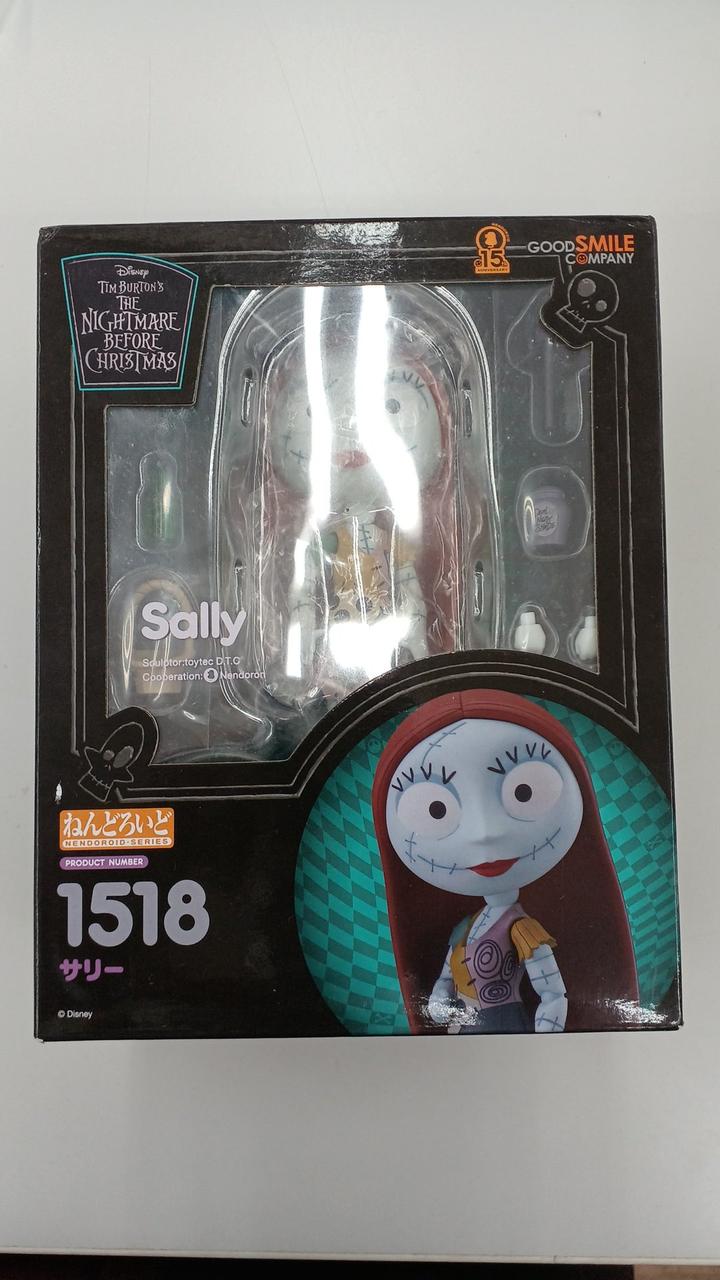 Disney
TIM BURTON'S
THE
NIGHTMARE
BEFORE
CHRISTMAS
15
ANNIVERSARY
GOOD SMILE
COMPANY
Sally
Sculptor:toytec D.T.C
Cooperation: Nendoron
ねんどろいど
NENDOROID·SERIES
PRODUCT NUMBER
1518
サリー
© Disney